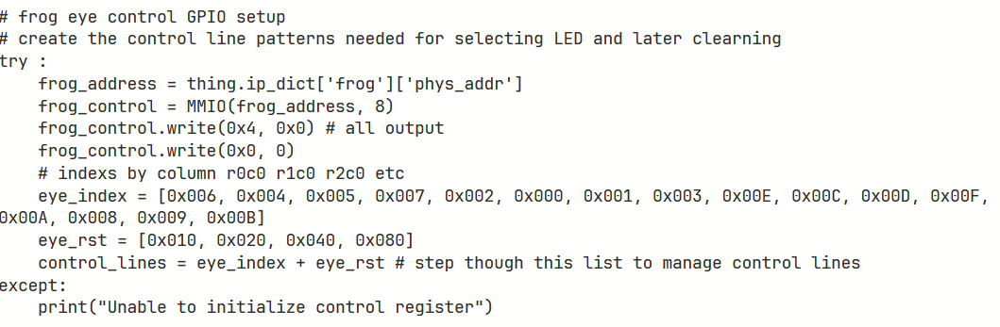 # frog eye control GPIO setup
# create the control line patterns needed for selecting LED and later clearning
try :
    frog_address = thing.ip_dict['frog']['phys_addr']
    frog_control = MMIO(frog_address, 8)
    frog_control.write(0x4, 0x0) # all output
    frog_control.write(0x0, 0)
    # indexs by column r0c0 r1c0 r2c0 etc
    eye_index = [0x006, 0x004, 0x005, 0x007, 0x002, 0x000, 0x001, 0x003, 0x00E, 0x00C, 0x00D, 0x00F,
0x00A, 0x008, 0x009, 0x00B]
    eye_rst = [0x010, 0x020, 0x040, 0x080]
    control_lines = eye_index + eye_rst # step though this list to manage control lines
except:
    print("Unable to initialize control register")